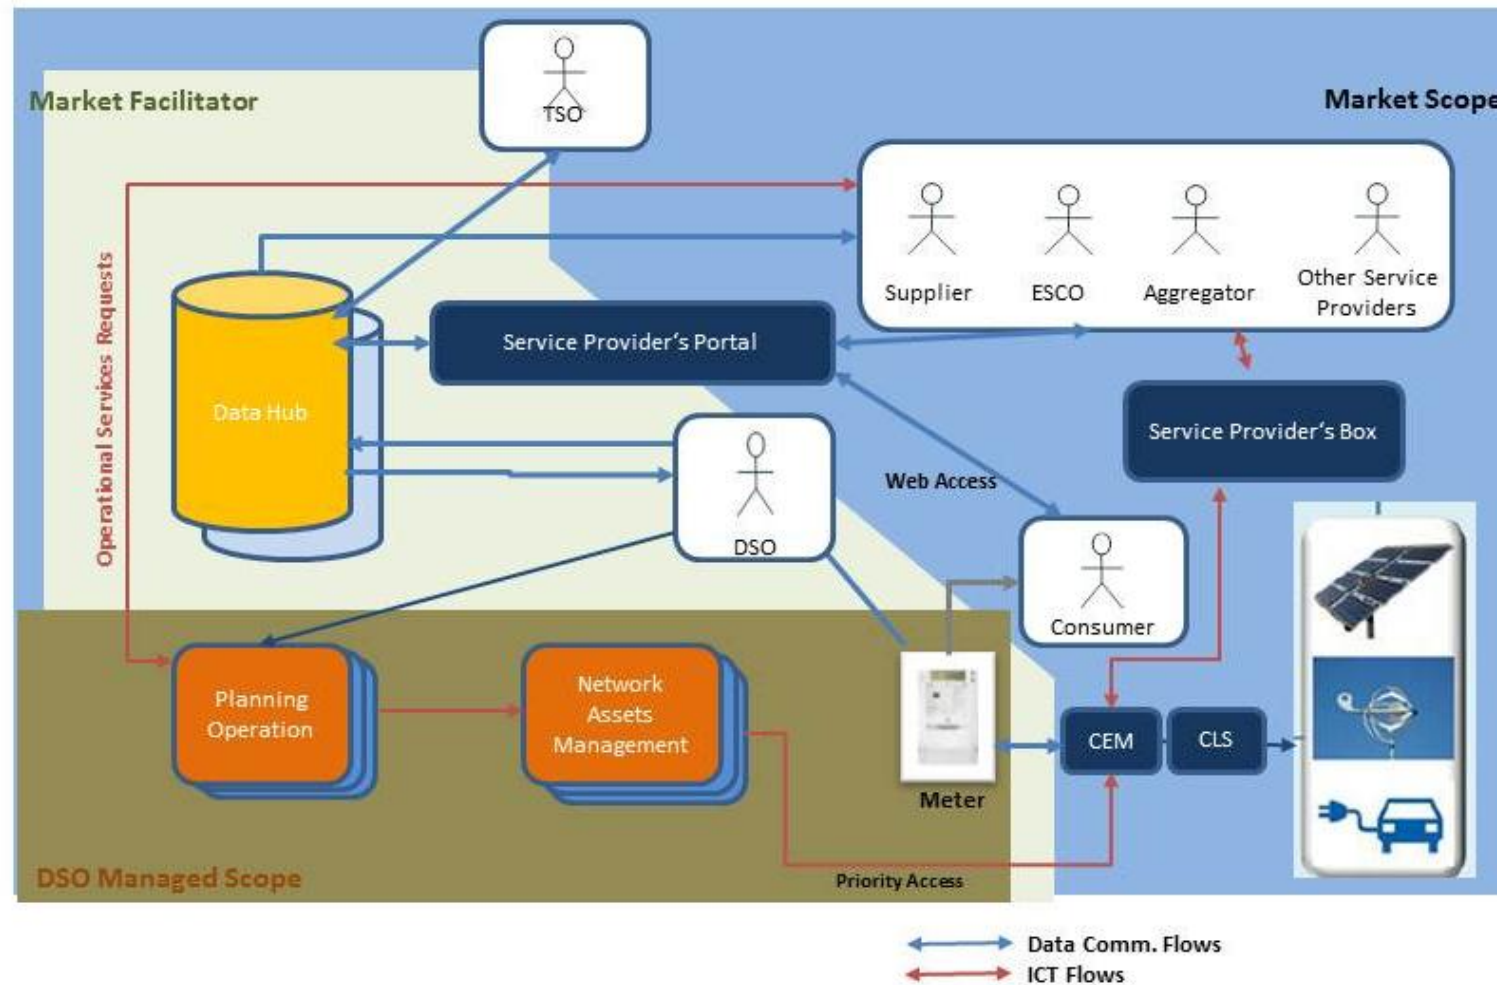 TSO
Market Facilitator
Market Scope
Supplier
ESCO
Aggregator
Other Service
Providers
Operational Services Requests
Service Provider's Portal
Data Hub
Service Provider's Box
Web Access
DSO
Consumer
Planning
Operation
Network
Assets
Management
CEM
CLS
Meter
DSO Managed Scope
Priority Access
Data Comm. Flows
ICT Flows